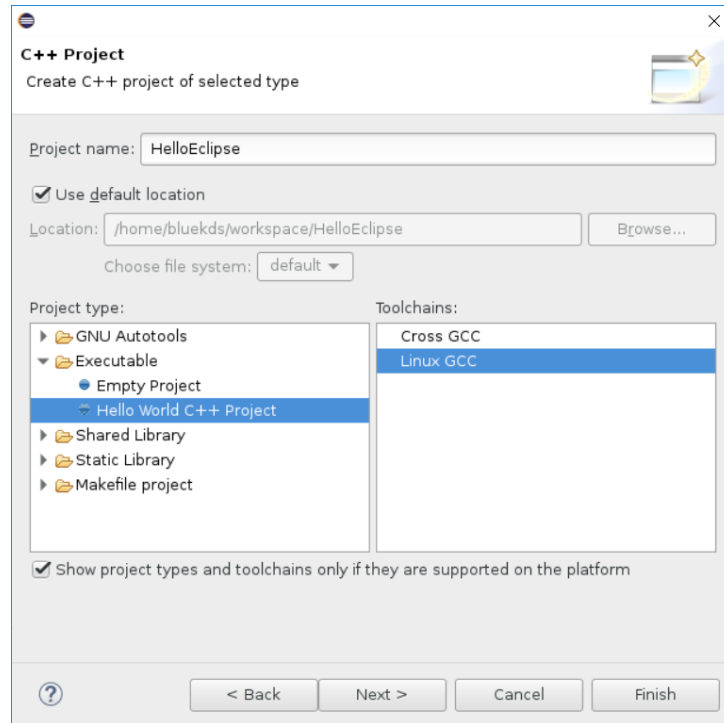 C++ Project
Create C++ project of selected type
Project name: HelloEclipse
Use default location
Location: /home/bluekds/workspace/HelloEclipse Browse...
Choose file system: default
Project type:
GNU Autotools
Executable
Empty Project
Hello World C++ Project
Shared Library
Static Library
Makefile project
Toolchains:
Cross GCC
Linux GCC
Show project types and toolchains only if they are supported on the platform
? < Back Next > Cancel Finish